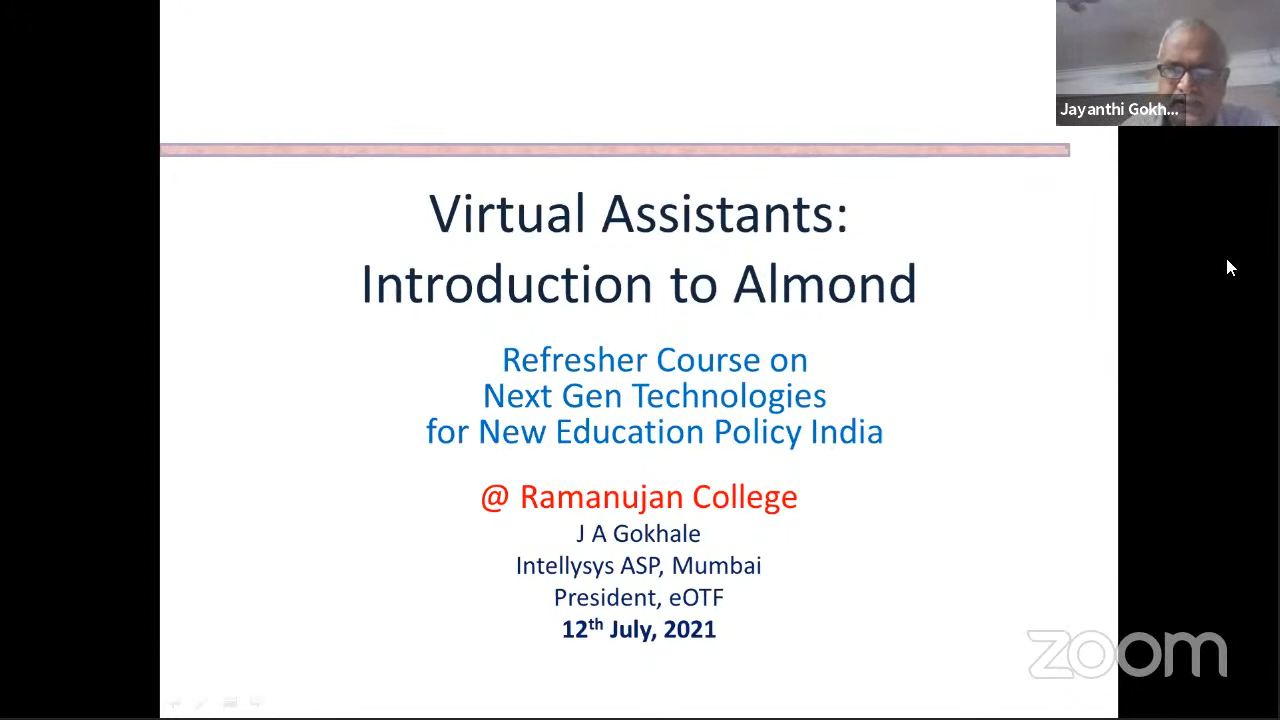 Jayanthi Gokh...
Virtual Assistants:
Introduction to Almond
Refresher Course on
Next Gen Technologies
for New Education Policy India
@ Ramanujan College
J A Gokhale
Intellysys ASP, Mumbai
President, eOTF
12th July, 2021
zoom